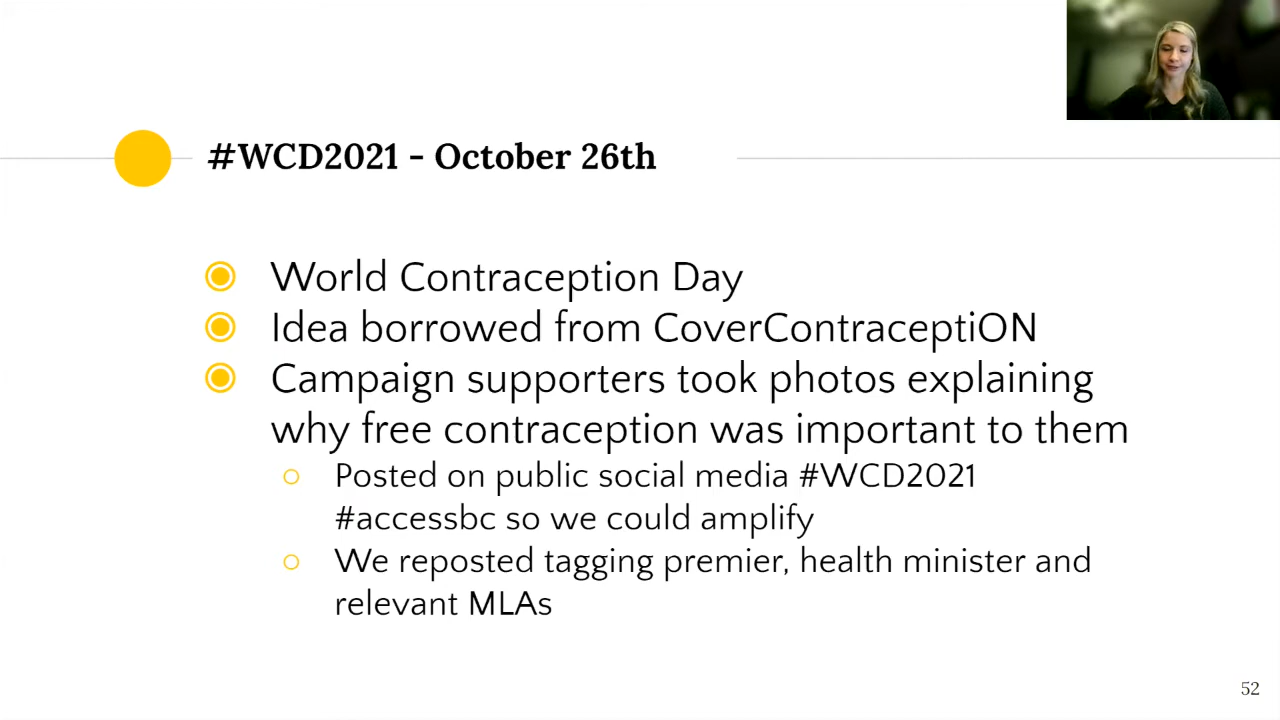 #WCD2021 - October 26th
World Contraception Day
Idea borrowed from CoverContraceptiON
Campaign supporters took photos explaining
why free contraception was important to them
Posted on public social media #WCD2021
#accessbc so we could amplify
We reposted tagging premier, health minister and
relevant MLAs
52